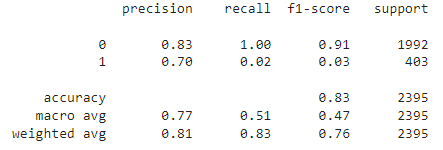 precision recall f1-score support
0 0.83 1.00 0.91 1992
1 0.70 0.02 0.03 403
accuracy 0.83 2395
macro avg 0.77 0.51 0.47 2395
weighted avg 0.81 0.83 0.76 2395